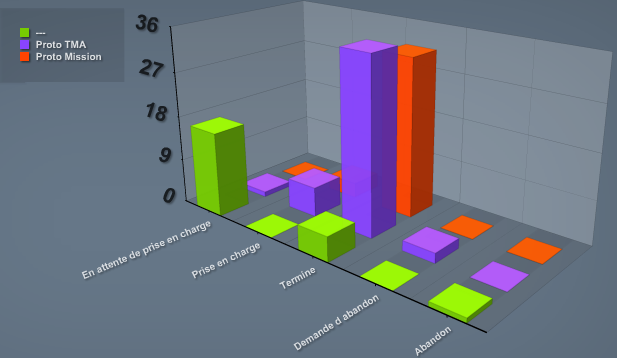 ---
Proto TMA
Proto Mission
36
27
18
9
0
En attente de prise en charge
Prise en charge
Termine
Demande d abandon
Abandon